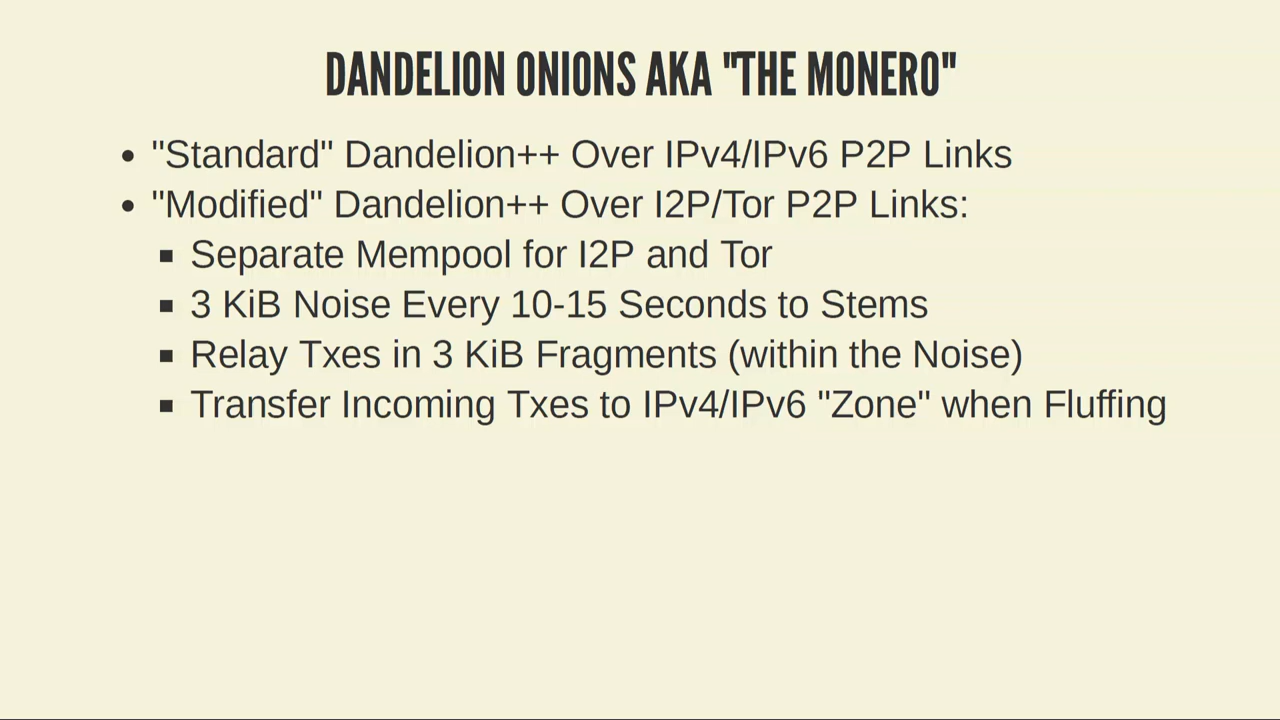 DANDELION ONIONS AKA "THE MONERO"
• "Standard" Dandelion++ Over IPv4/IPv6 P2P Links
• "Modified" Dandelion++ Over I2P/Tor P2P Links:
▪ Separate Mempool for I2P and Tor
▪ 3 KiB Noise Every 10-15 Seconds to Stems
▪ Relay Txes in 3 KiB Fragments (within the Noise)
▪ Transfer Incoming Txes to IPv4/IPv6 "Zone" when Fluffing